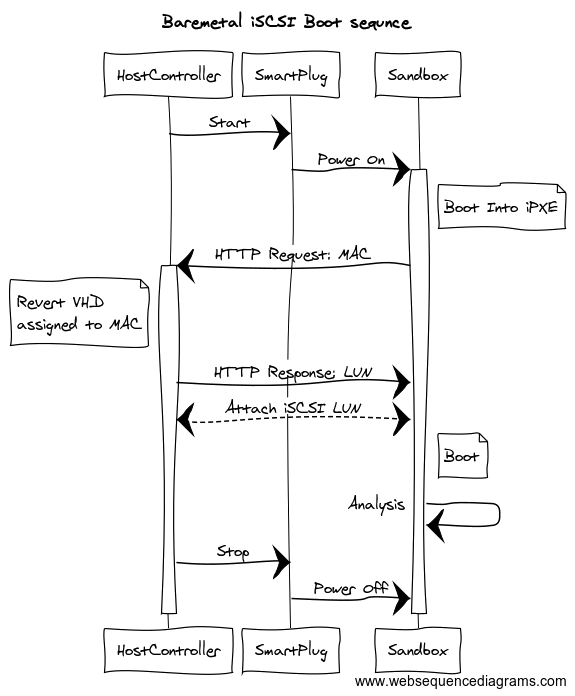 Baremetal iSCSI Boot sequnce
HostController
SmartPlug
Sandbox
Start
Power On
Boot Into iPXE
HTTP Request: MAC
Revert VHD
assigned to MAC
HTTP Response: LUN
Attach iSCSI LUN
Boot
Analysis
Stop
Power Off
HostController
SmartPlug
Sandbox
www.websequencediagrams.com